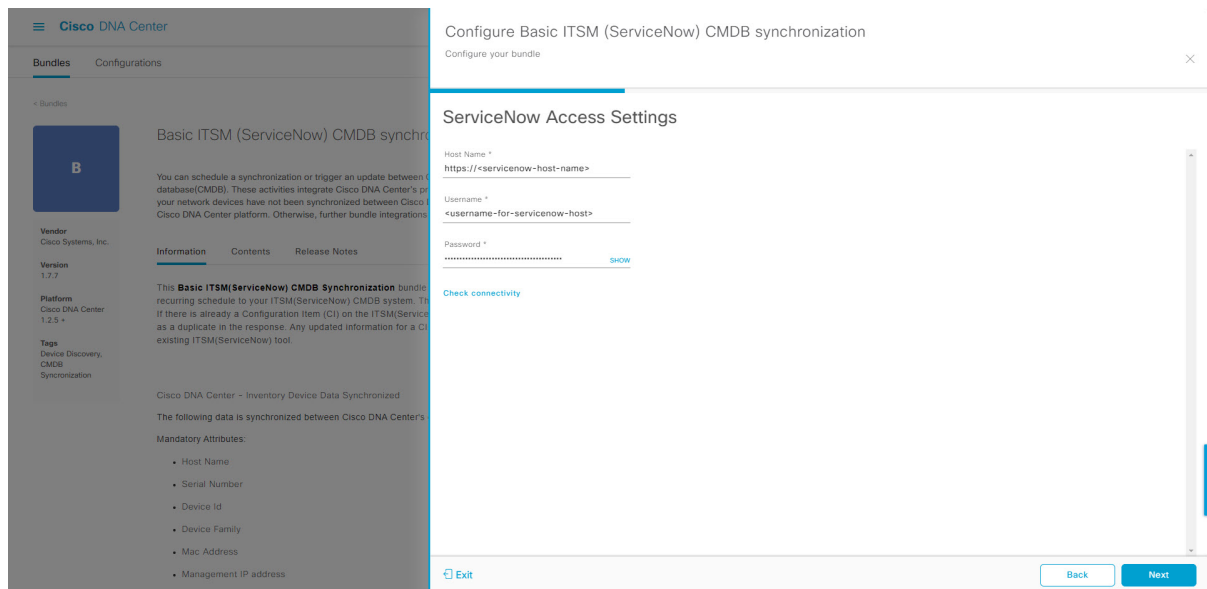 Cisco DNA Center
Bundles Configurations
< Bundles
B
Vendor
Cisco Systems, Inc.
Version
1.7.7
Platform
Cisco DNA Center
1.2.5 +
Tags
Device Discovery,
CMDB
Syncronization
Basic ITSM (ServiceNow) CMDB synchro
You can schedule a synchronization or trigger an update between
database(CMDB). These activities integrate Cisco DNA Center's pr
your network devices have not been synchronized between Cisco
Cisco DNA Center platform. Otherwise, further bundle integrations
Information Contents Release Notes
This Basic ITSM(ServiceNow) CMDB Synchronization bundle
recurring schedule to your ITSM(ServiceNow) CMDB system. Th
If there is already a Configuration Item (CI) on the ITSM(Service
as a duplicate in the response. Any updated information for a CI
existing ITSM(ServiceNow) tool.
Cisco DNA Center - Inventory Device Data Synchronized
The following data is synchronized between Cisco DNA Center's
Mandatory Attributes:
• Host Name
• Serial Number
• Device Id
• Device Family
• Mac Address
• Management IP address
Configure Basic ITSM (ServiceNow) CMDB synchronization
Configure your bundle
ServiceNow Access Settings
Host Name *
https://<servicenow-host-name>
Username *
<username-for-servicenow-host>
Password *
SHOW
Check connectivity
Exit
Back
Next